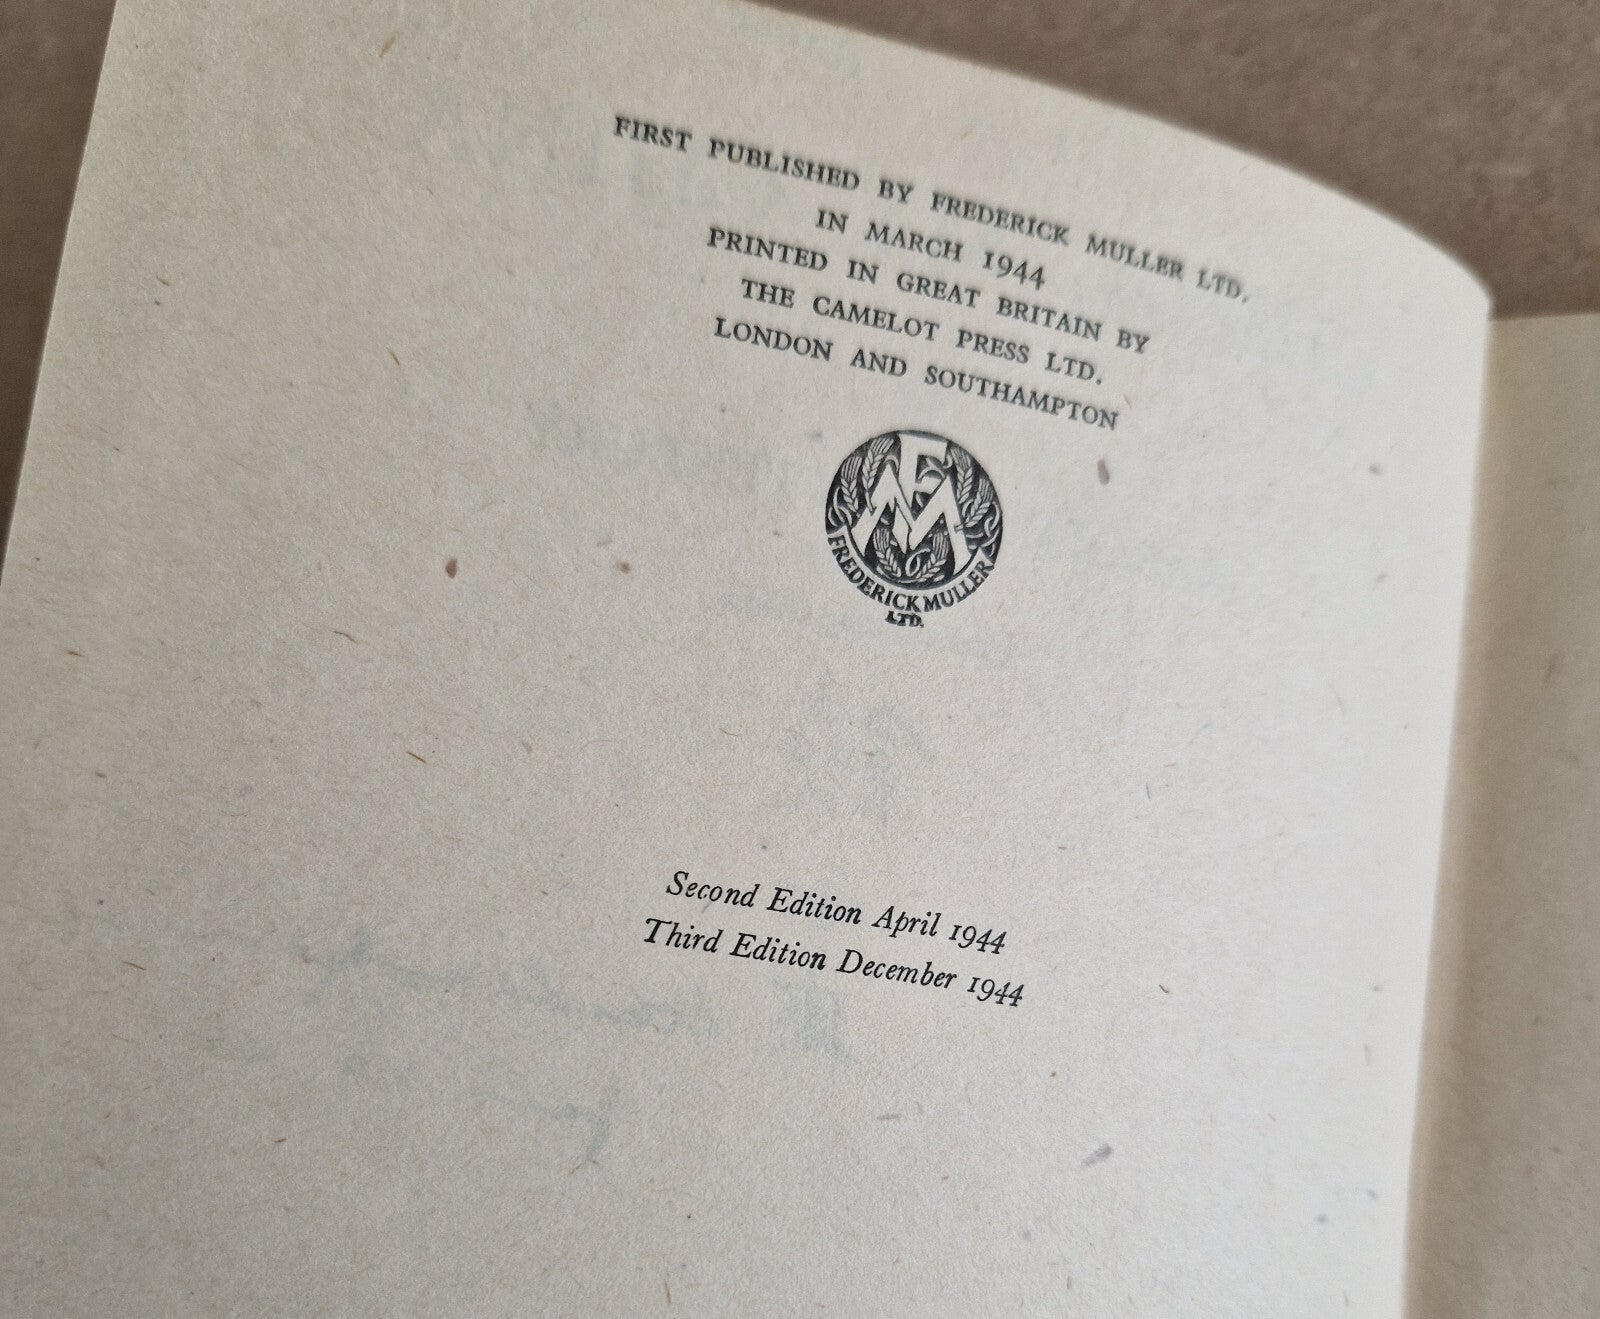 FIRST PUBLISHED BY FREDERICK MULLER LTD.
IN MARCH 1944
PRINTED IN GREAT BRITAIN BY
THE CAMELOT PRESS LTD.
LONDON AND SOUTHAMPTON
FM
FREDERICK MULLER
LTD.
Second Edition April 1944
Third Edition December 1944